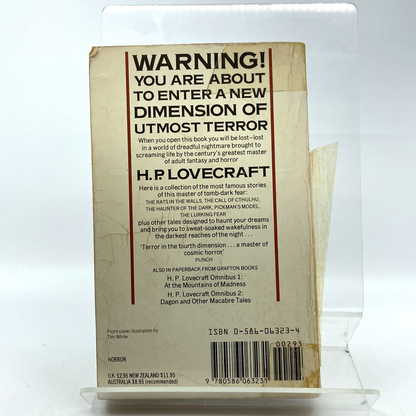 WARNING!
YOU ARE ABOUT
TO ENTER A NEW
DIMENSION OF
UTMOST TERROR
When you open this book you will be lost–lost
in a world of dreadful nightmare brought to
screaming life by the century's greatest master
of adult fantasy and horror
H.P. LOVECRAFT
Here is a collection of the most famous stories
of this master of tomb-dark fear:
THE RATS IN THE WALLS, THE CALL OF CTHULHU,
THE HAUNTER OF THE DARK, PICKMAN'S MODEL,
THE LURKING FEAR
plus other tales designed to haunt your dreams
and bring you to sweat-soaked wakefulness in
the darkest reaches of the night...
'Terror in the fourth dimension... a master of
cosmic horror'
PUNCH
ALSO IN PAPERBACK FROM GRAFTON BOOKS
H. P. Lovecraft Omnibus 1:
At the Mountains of Madness
H. P. Lovecraft Omnibus 2:
Dagon and Other Macabre Tales
Front cover illustration by
Tim White
ISBN 0-586-06323-4
00295
HORROR
U.K. £2.95 NEW ZEALAND $11.95
AUSTRALIA $8.95 (recommended)
9 780586 063231